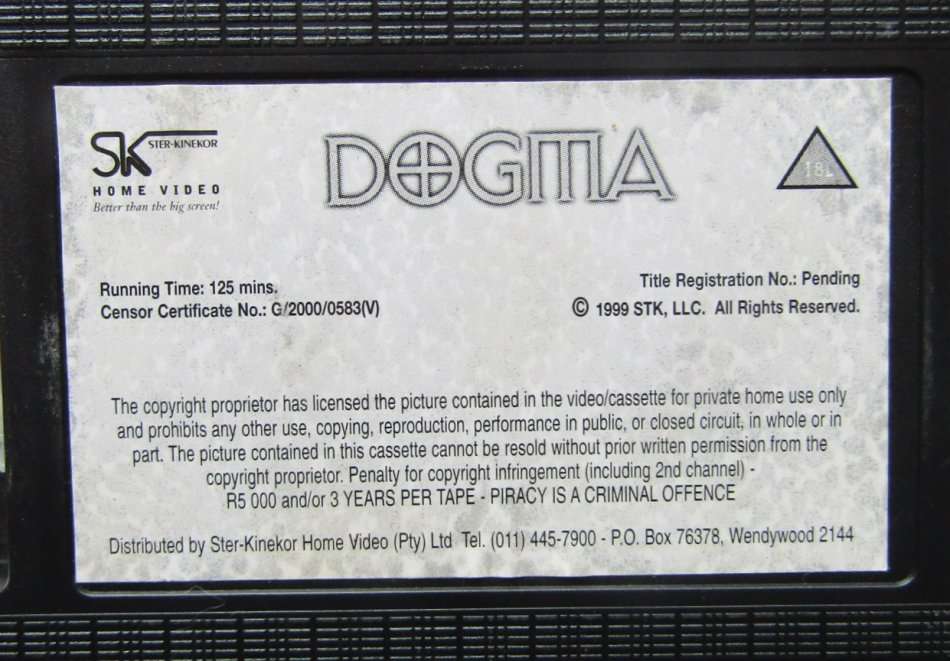 SK STER-KINEKOR
HOME VIDEO
Better than the big screen!
DOGMA
18L
Running Time: 125 mins.
Censor Certificate No.: G/2000/0583(V)
Title Registration No.: Pending
© 1999 STK, LLC. All Rights Reserved.
The copyright proprietor has licensed the picture contained in the video/cassette for private home use only
and prohibits any other use, copying, reproduction, performance in public, or closed circuit, in whole or in
part. The picture contained in this cassette cannot be resold without prior written permission from the
copyright proprietor. Penalty for copyright infringement (including 2nd channel) -
R5 000 and/or 3 YEARS PER TAPE - PIRACY IS A CRIMINAL OFFENCE
Distributed by Ster-Kinekor Home Video (Pty) Ltd Tel. (011) 445-7900 - P.O. Box 76378, Wendywood 2144